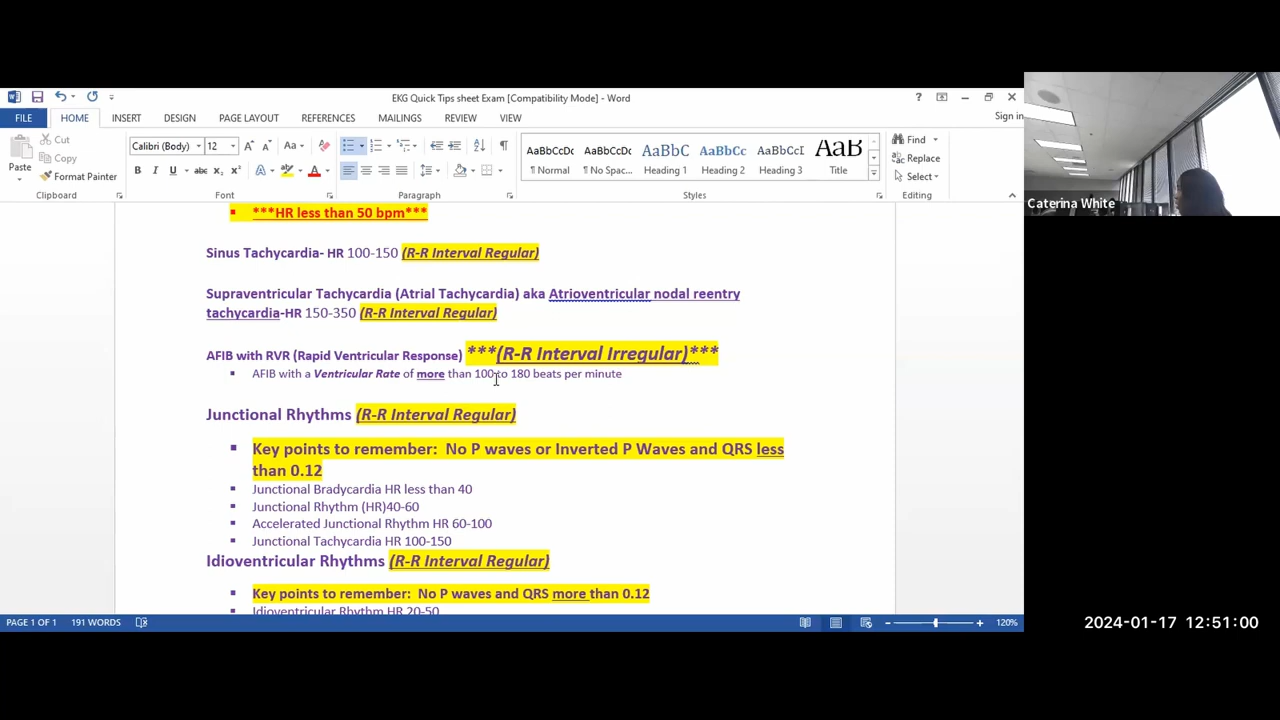 EKG Quick Tips sheet Exam [Compatibility Mode] - Word
Sign in
FILE HOME INSERT DESIGN PAGE LAYOUT REFERENCES MAILINGS REVIEW VIEW
Paste
Cut
Copy
Format Painter
Calibri (Body) 12
AaBbCcDc AaBbCcDc AaBbC AaBbCc AaBbCcI AaB
¶ Normal ¶ No Spac... Heading 1 Heading 2 Heading 3 Title
Find
Replace
Select
Clipboard Font Paragraph Styles Editing
***HR less than 50 bpm***
Sinus Tachycardia- HR 100-150 (R-R Interval Regular)
Supraventricular Tachycardia (Atrial Tachycardia) aka Atrioventricular nodal reentry
tachycardia-HR 150-350 (R-R Interval Regular)
AFIB with RVR (Rapid Ventricular Response) ***(R-R Interval Irregular)***
AFIB with a Ventricular Rate of more than 100 to 180 beats per minute
Junctional Rhythms (R-R Interval Regular)
Key points to remember: No P waves or Inverted P Waves and QRS less
than 0.12
Junctional Bradycardia HR less than 40
Junctional Rhythm (HR)40-60
Accelerated Junctional Rhythm HR 60-100
Junctional Tachycardia HR 100-150
Idioventricular Rhythms (R-R Interval Regular)
Key points to remember: No P waves and QRS more than 0.12
Idioventricular Rhythm HR 20-50
PAGE 1 OF 1 191 WORDS 120%
Caterina White
2024-01-17 12:51:00